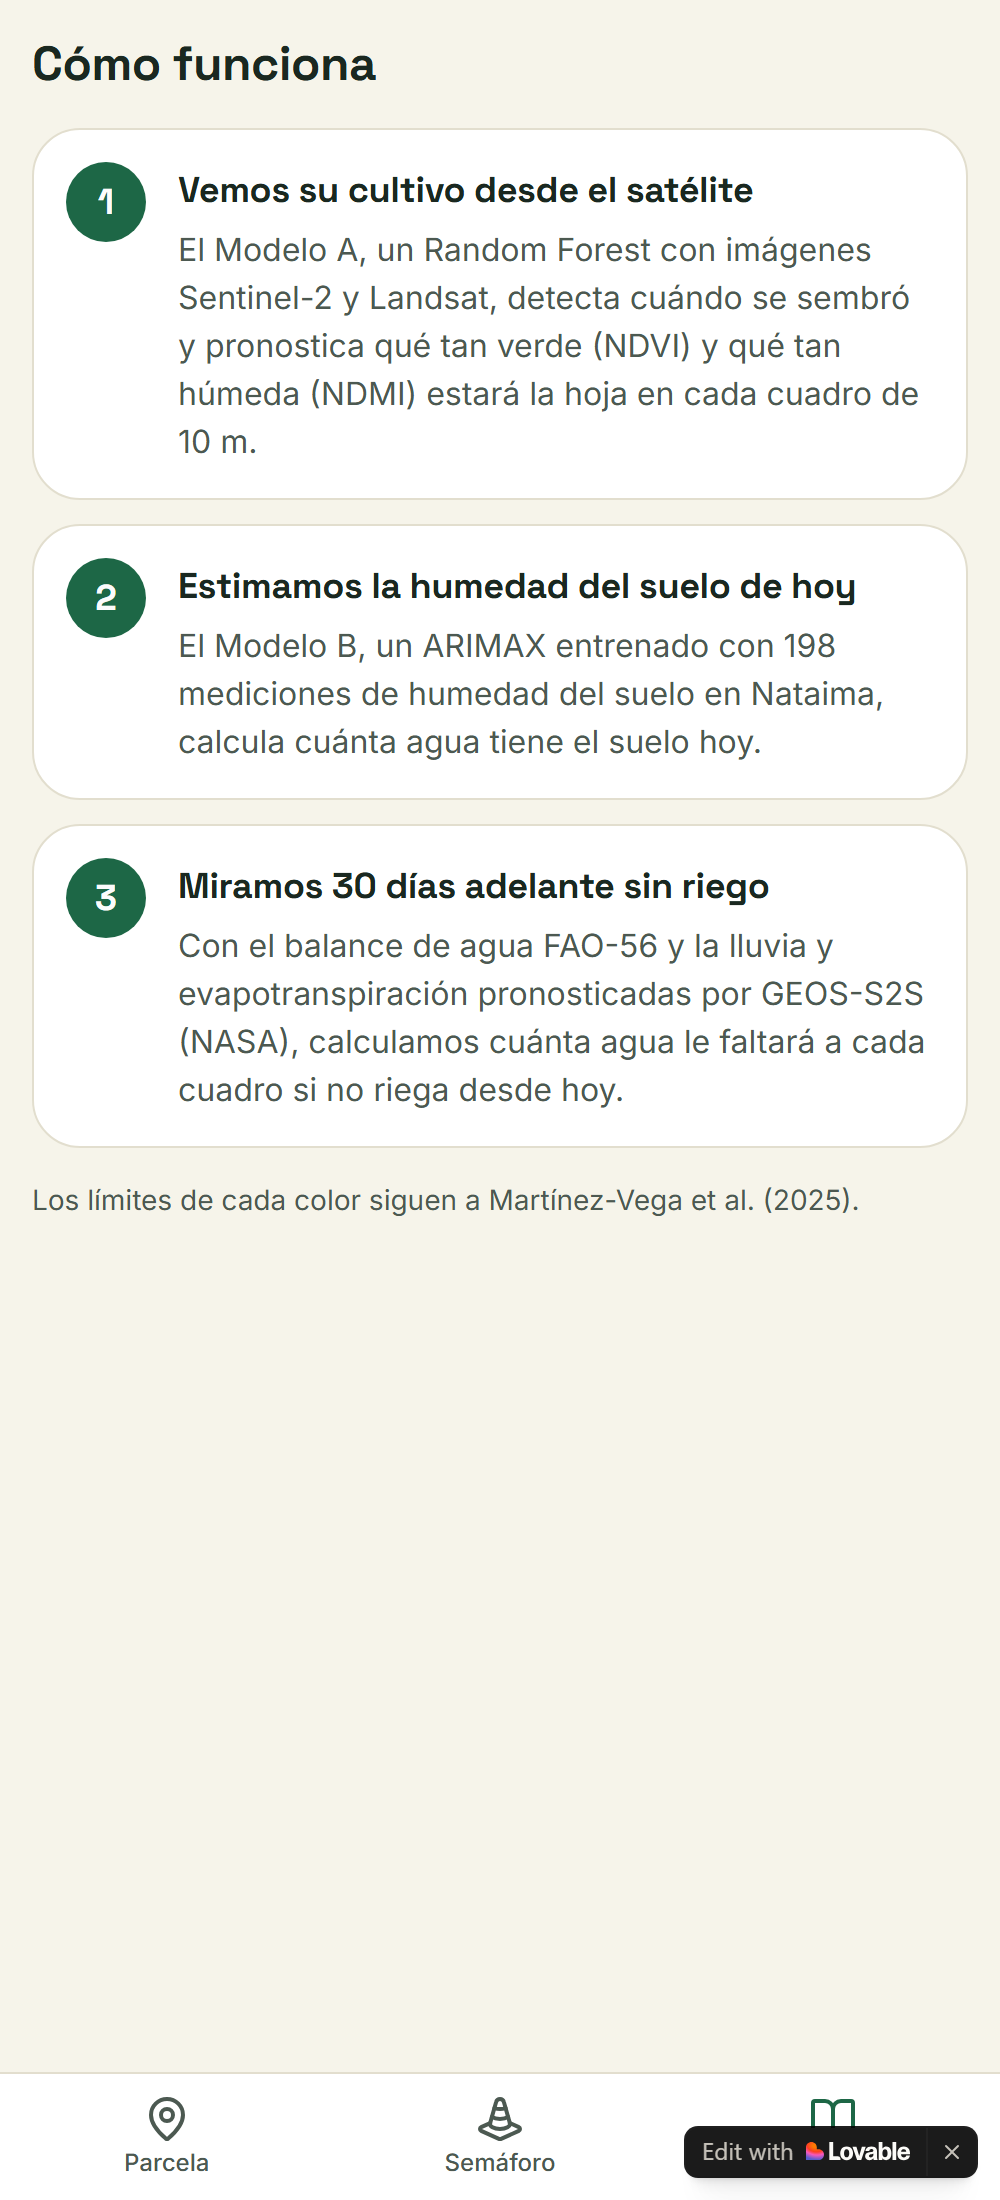 Cómo funciona
1
Vemos su cultivo desde el satélite
El Modelo A, un Random Forest con imágenes
Sentinel-2 y Landsat, detecta cuándo se sembró
y pronostica qué tan verde (NDVI) y qué tan
húmeda (NDMI) estará la hoja en cada cuadro de
10 m.
2
Estimamos la humedad del suelo de hoy
El Modelo B, un ARIMAX entrenado con 198
mediciones de humedad del suelo en Nataima,
calcula cuánta agua tiene el suelo hoy.
3
Miramos 30 días adelante sin riego
Con el balance de agua FAO-56 y la lluvia y
evapotranspiración pronosticadas por GEOS-S2S
(NASA), calculamos cuánta agua le faltará a cada
cuadro si no riega desde hoy.
Los límites de cada color siguen a Martínez-Vega et al. (2025).
Parcela
Semáforo
Edit with Lovable